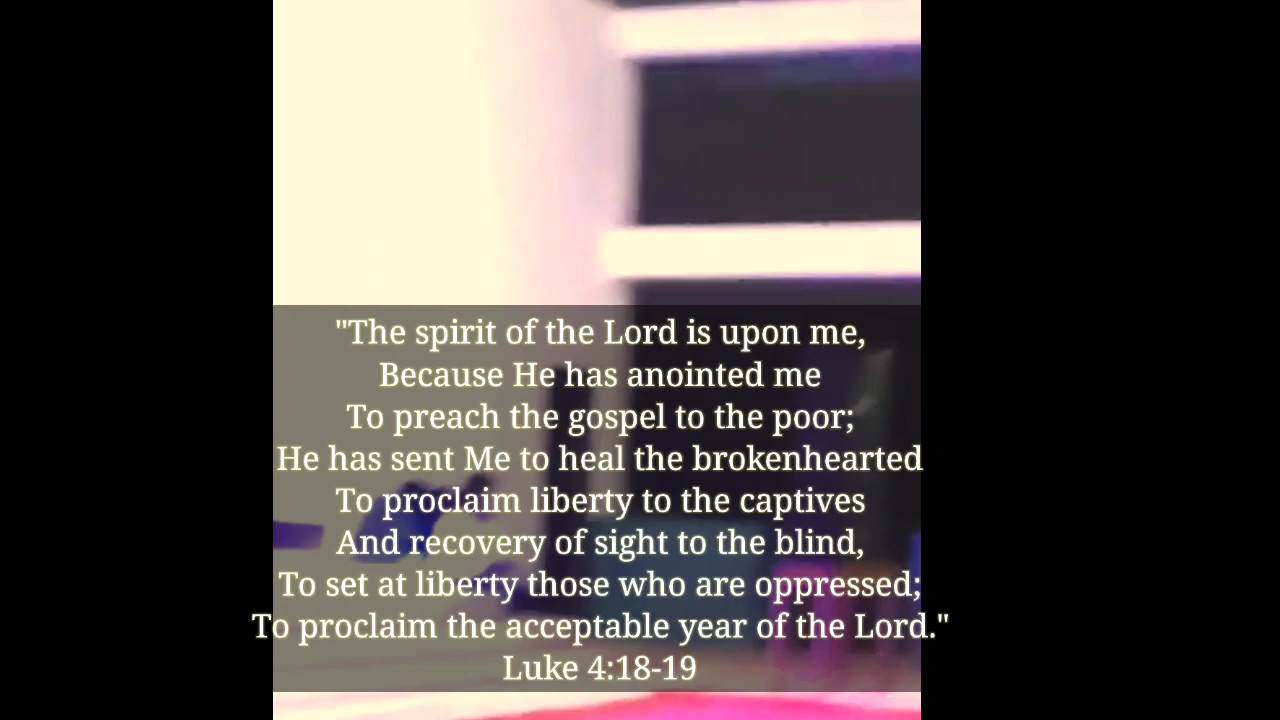 "The spirit of the Lord is upon me,
Because He has anointed me
To preach the gospel to the poor;
He has sent Me to heal the brokenhearted
To proclaim liberty to the captives
And recovery of sight to the blind,
To set at liberty those who are oppressed;
To proclaim the acceptable year of the Lord."
Luke 4:18-19